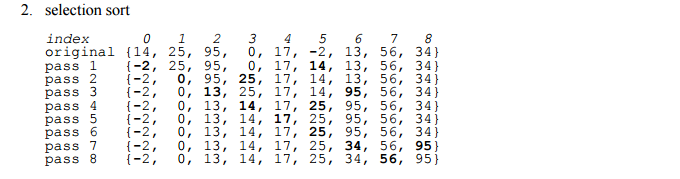 2. selection sort
index 0 1 2 3 4 5 6 7 8
original {14, 25, 95, 0, 17, -2, 13, 56, 34}
pass 1 {-2, 25, 95, 0, 17, 14, 13, 56, 34}
pass 2 {-2, 0, 95, 25, 17, 14, 13, 56, 34}
pass 3 {-2, 0, 13, 25, 17, 14, 95, 56, 34}
pass 4 {-2, 0, 13, 14, 17, 25, 95, 56, 34}
pass 5 {-2, 0, 13, 14, 17, 25, 95, 56, 34}
pass 6 {-2, 0, 13, 14, 17, 25, 95, 56, 34}
pass 7 {-2, 0, 13, 14, 17, 25, 34, 56, 95}
pass 8 {-2, 0, 13, 14, 17, 25, 34, 56, 95}